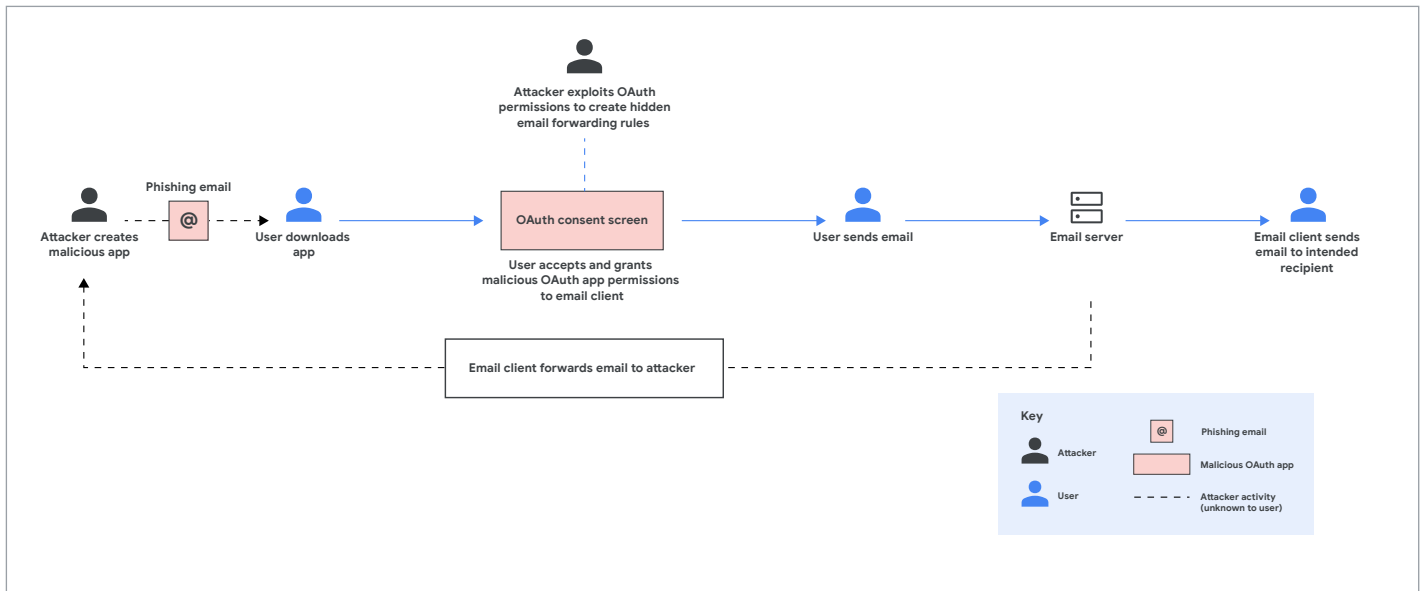 Attacker exploits OAuth
permissions to create hidden
email forwarding rules
Phishing email
@
Attacker creates
malicious app
User downloads
app
OAuth consent screen
User accepts and grants
malicious OAuth app permissions
to email client
User sends email
Email server
Email client sends
email to intended
recipient
Email client forwards email to attacker
Key
Attacker
User
@
Phishing email
Malicious OAuth app
Attacker activity
(unknown to user)